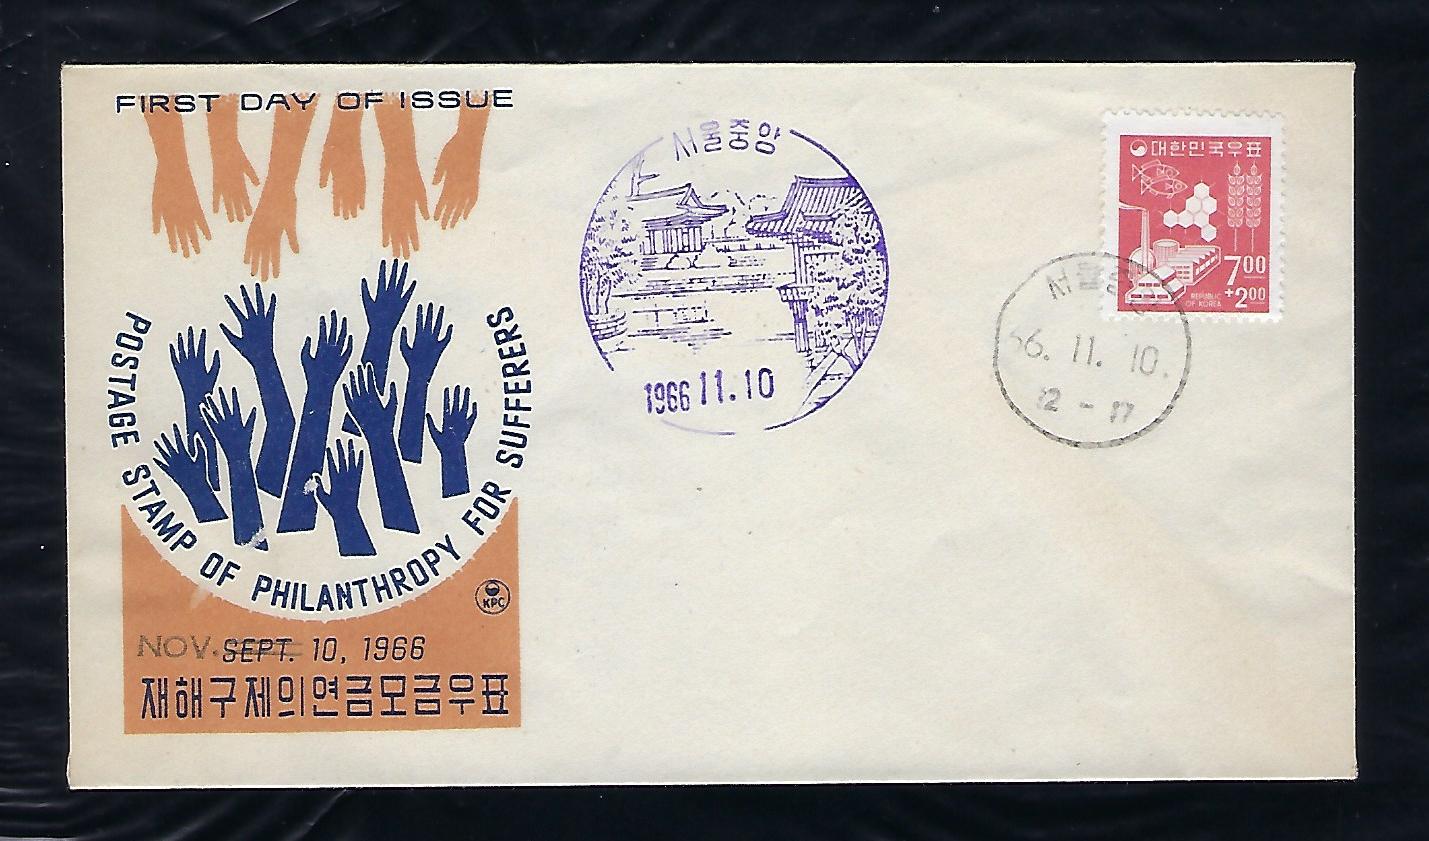 FIRST DAY OF ISSUE
POSTAGE STAMP OF PHILANTHROPY FOR SUFFERERS
KPC
NOV. SEPT. 10, 1966
재해구제의연금모금우표
서울중앙
1966 11.10
대한민국우표
7 00
+2 00
REPUBLIC
OF KOREA
66. 11. 10.
12 - 17